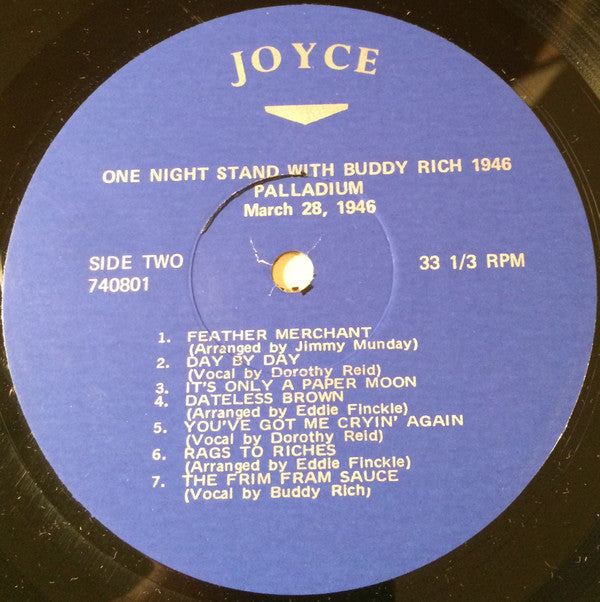 JOYCE
ONE NIGHT STAND WITH BUDDY RICH 1946
PALLADIUM
March 28, 1946
SIDE TWO
740801
33 1/3 RPM
1. FEATHER MERCHANT
(Arranged by Jimmy Munday)
2. DAY BY DAY
(Vocal by Dorothy Reid)
3. IT'S ONLY A PAPER MOON
4. DATELESS BROWN
(Arranged by Eddie Finckle)
5. YOU'VE GOT ME CRYIN' AGAIN
(Vocal by Dorothy Reid)
6. RAGS TO RICHES
(Arranged by Eddie Finckle)
7. THE FRIM FRAM SAUCE
(Vocal by Buddy Rich)